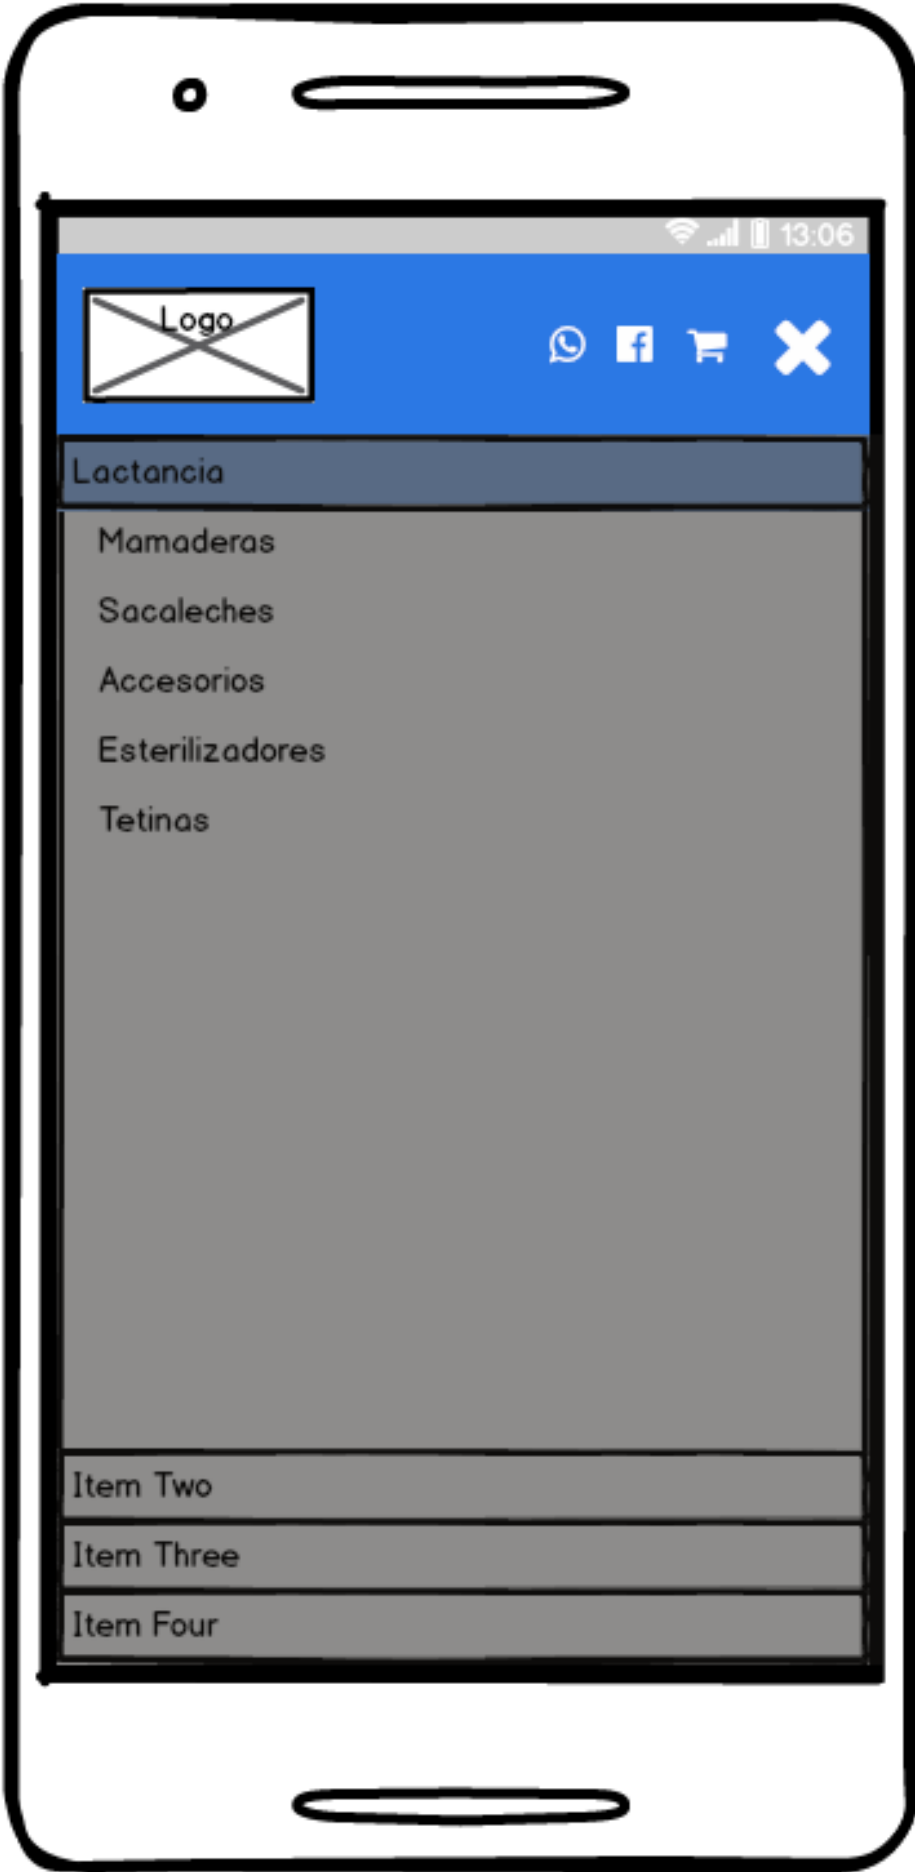 13:06
Logo
Lactancia
Mamaderas
Sacaleches
Accesorios
Esterilizadores
Tetinas
Item Two
Item Three
Item Four